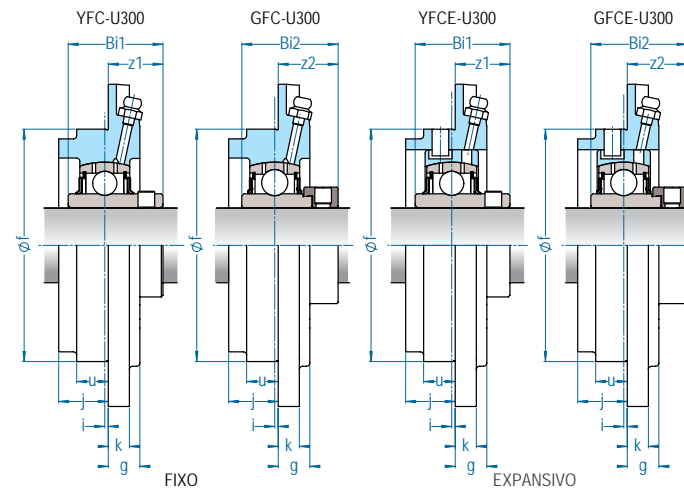 YFC-U300 GFC-U300 YFCE-U300 GFCE-U300
Bi1 Bi2 Bi1 Bi2
z1 z2 z1 z2
Øf Øf Øf Øf
u u u u
j j j j
i k i k i k i k
g g g g
FIXO EXPANSIVO